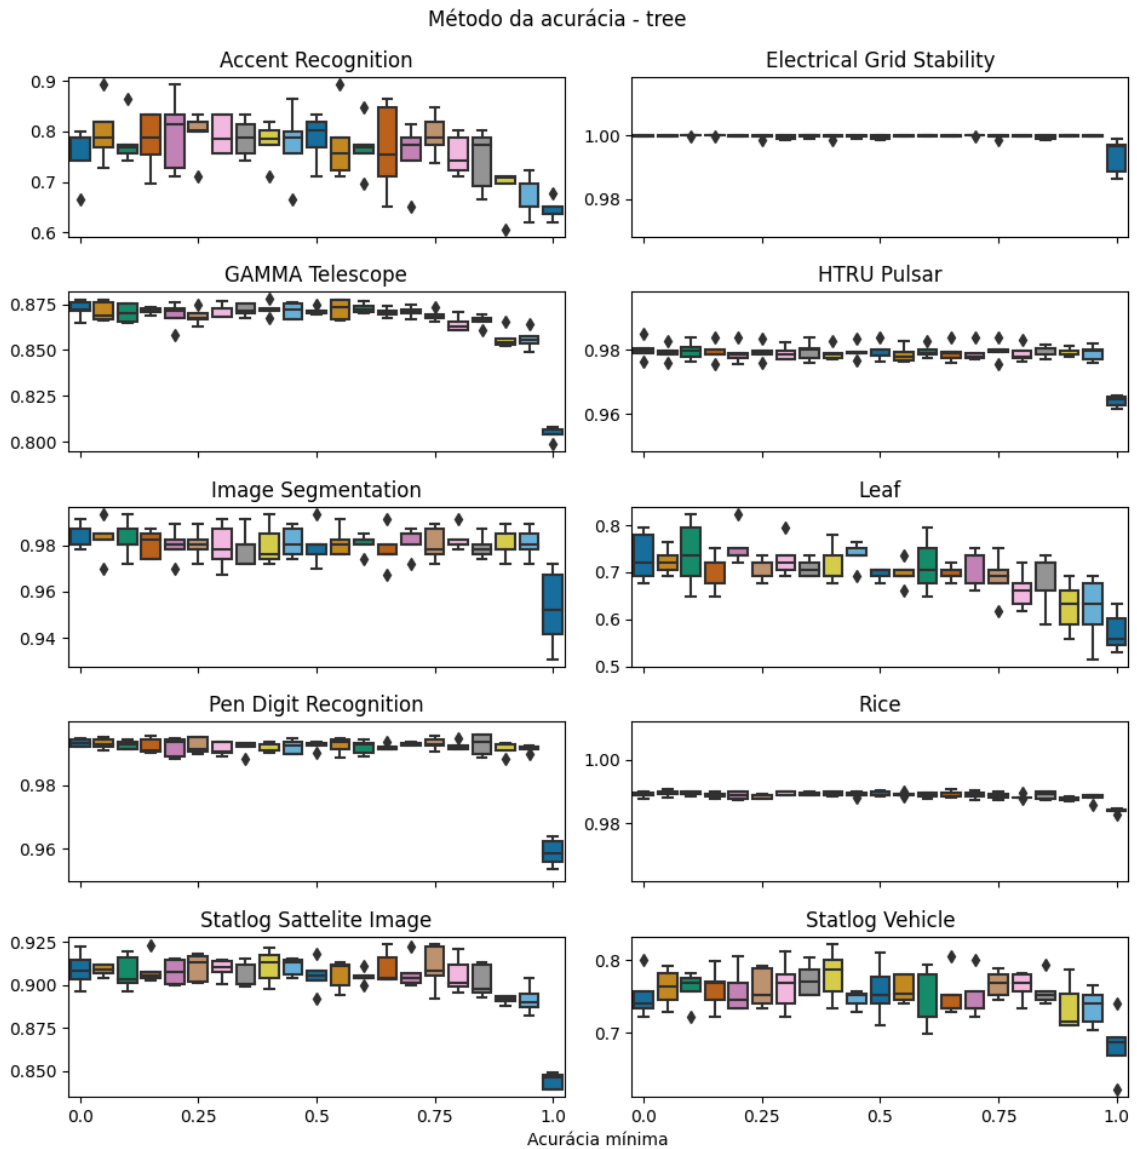 Método da acurácia - tree
Accent Recognition
0.9
0.8
0.7
0.6
Electrical Grid Stability
1.00
0.98
GAMMA Telescope
0.875
0.850
0.825
0.800
HTRU Pulsar
0.98
0.96
Image Segmentation
0.98
0.96
0.94
Leaf
0.8
0.7
0.6
0.5
Pen Digit Recognition
0.98
0.96
Rice
1.00
0.98
Statlog Sattelite Image
0.925
0.900
0.875
0.850
0.0 0.25 0.5 0.75 1.0
Statlog Vehicle
0.8
0.7
0.0 0.25 0.5 0.75 1.0
Acurácia mínima